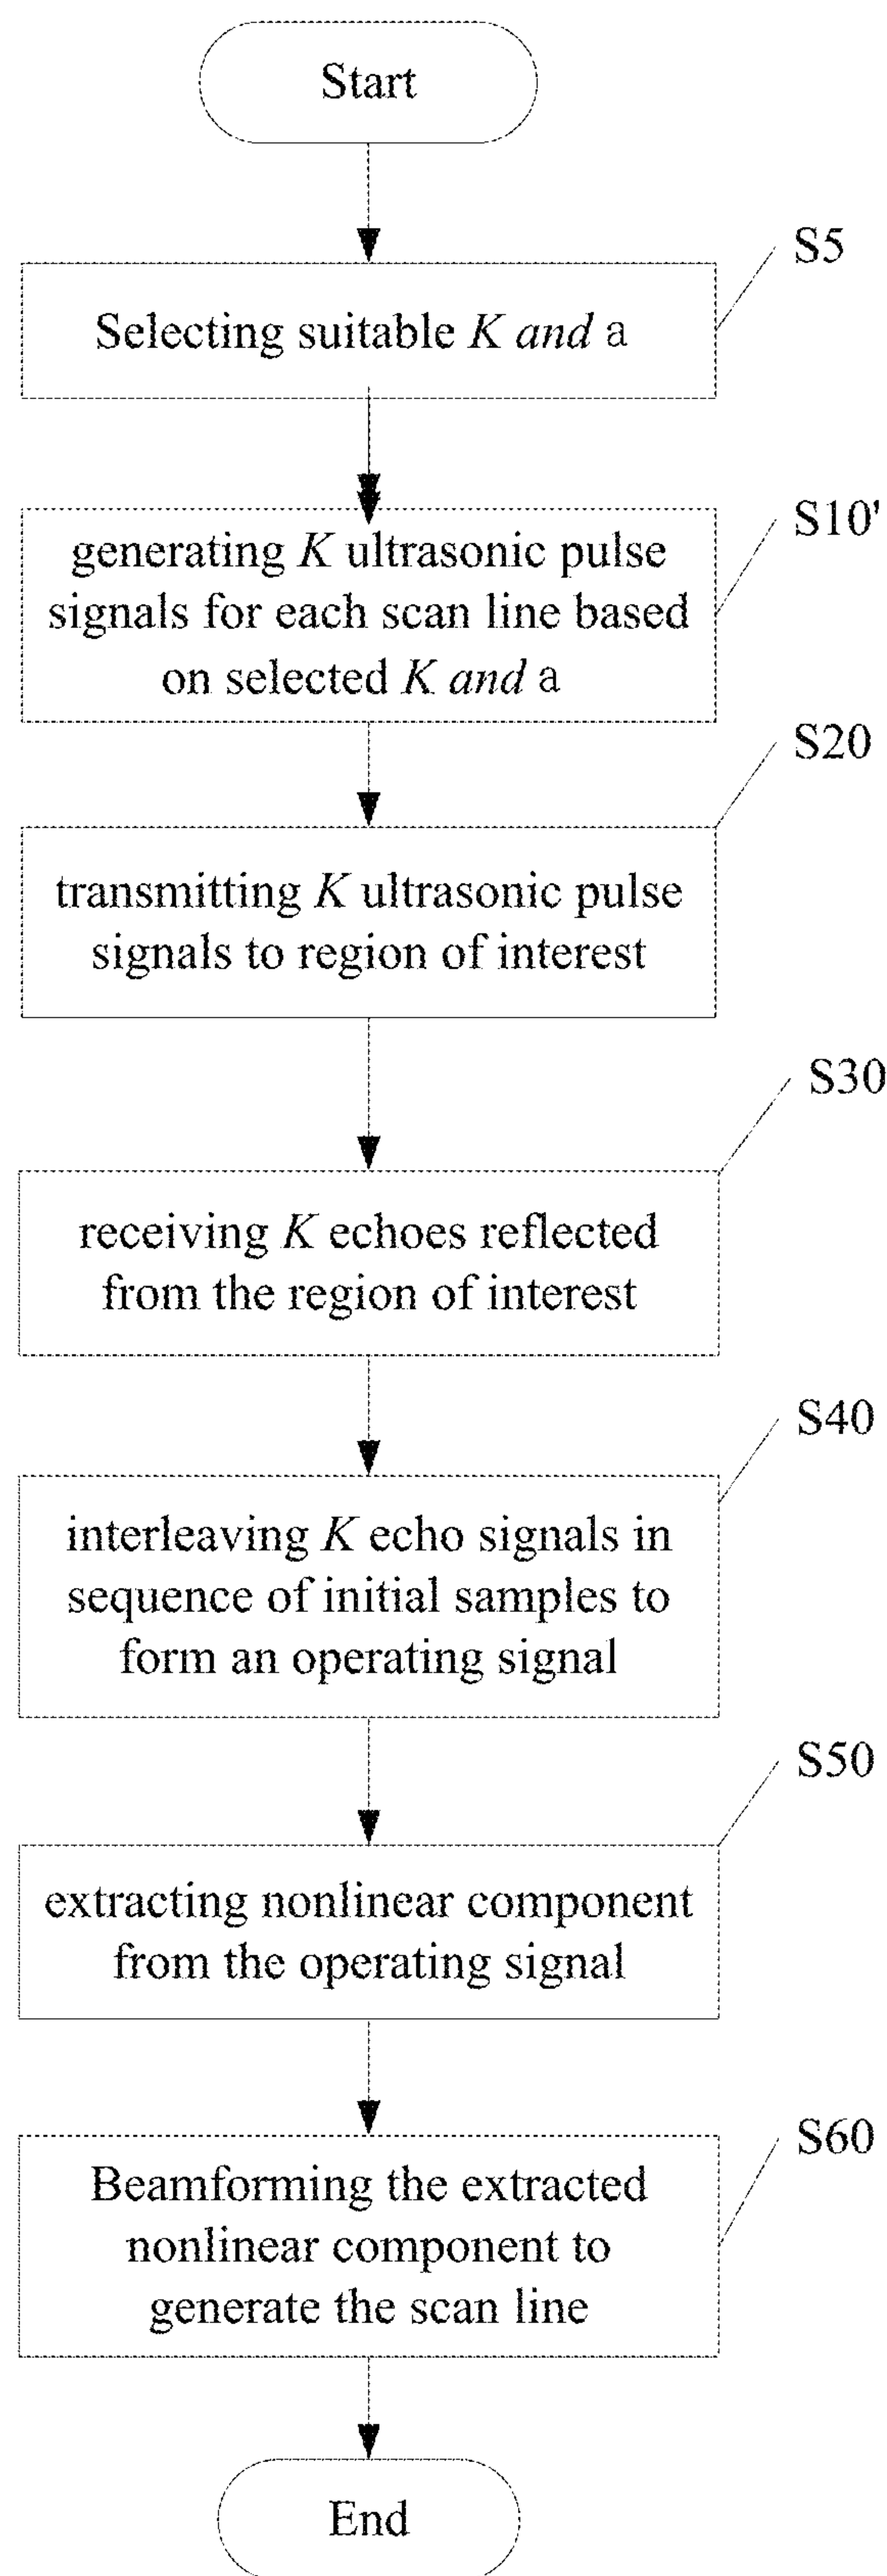 Start
S5
Selecting suitable K and a
S10'
generating K ultrasonic pulse
signals for each scan line based
on selected K and a
S20
transmitting K ultrasonic pulse
signals to region of interest
S30
receiving K echoes reflected
from the region of interest
S40
interleaving K echo signals in
sequence of initial samples to
form an operating signal
S50
extracting nonlinear component
from the operating signal
S60
Beamforming the extracted
nonlinear component to
generate the scan line
End